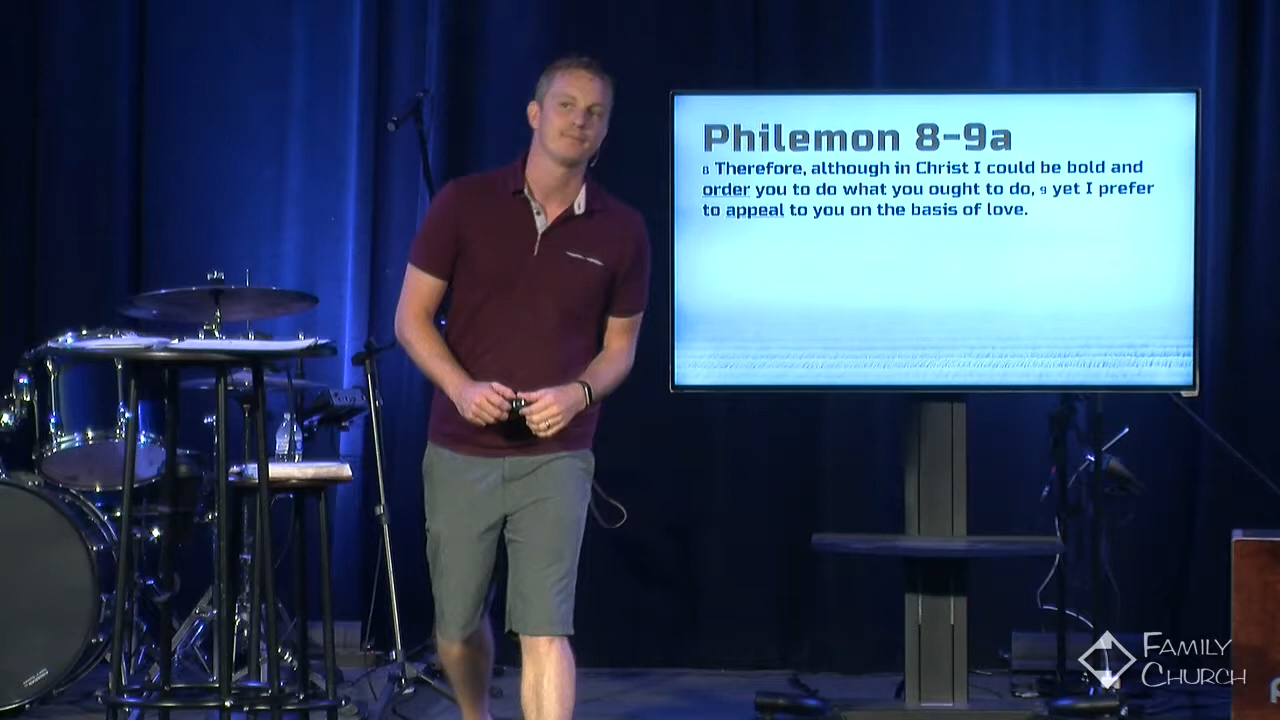 Philemon 8-9a
8 Therefore, although in Christ I could be bold and
order you to do what you ought to do, 9 yet I prefer
to appeal to you on the basis of love.
FAMILY
CHURCH